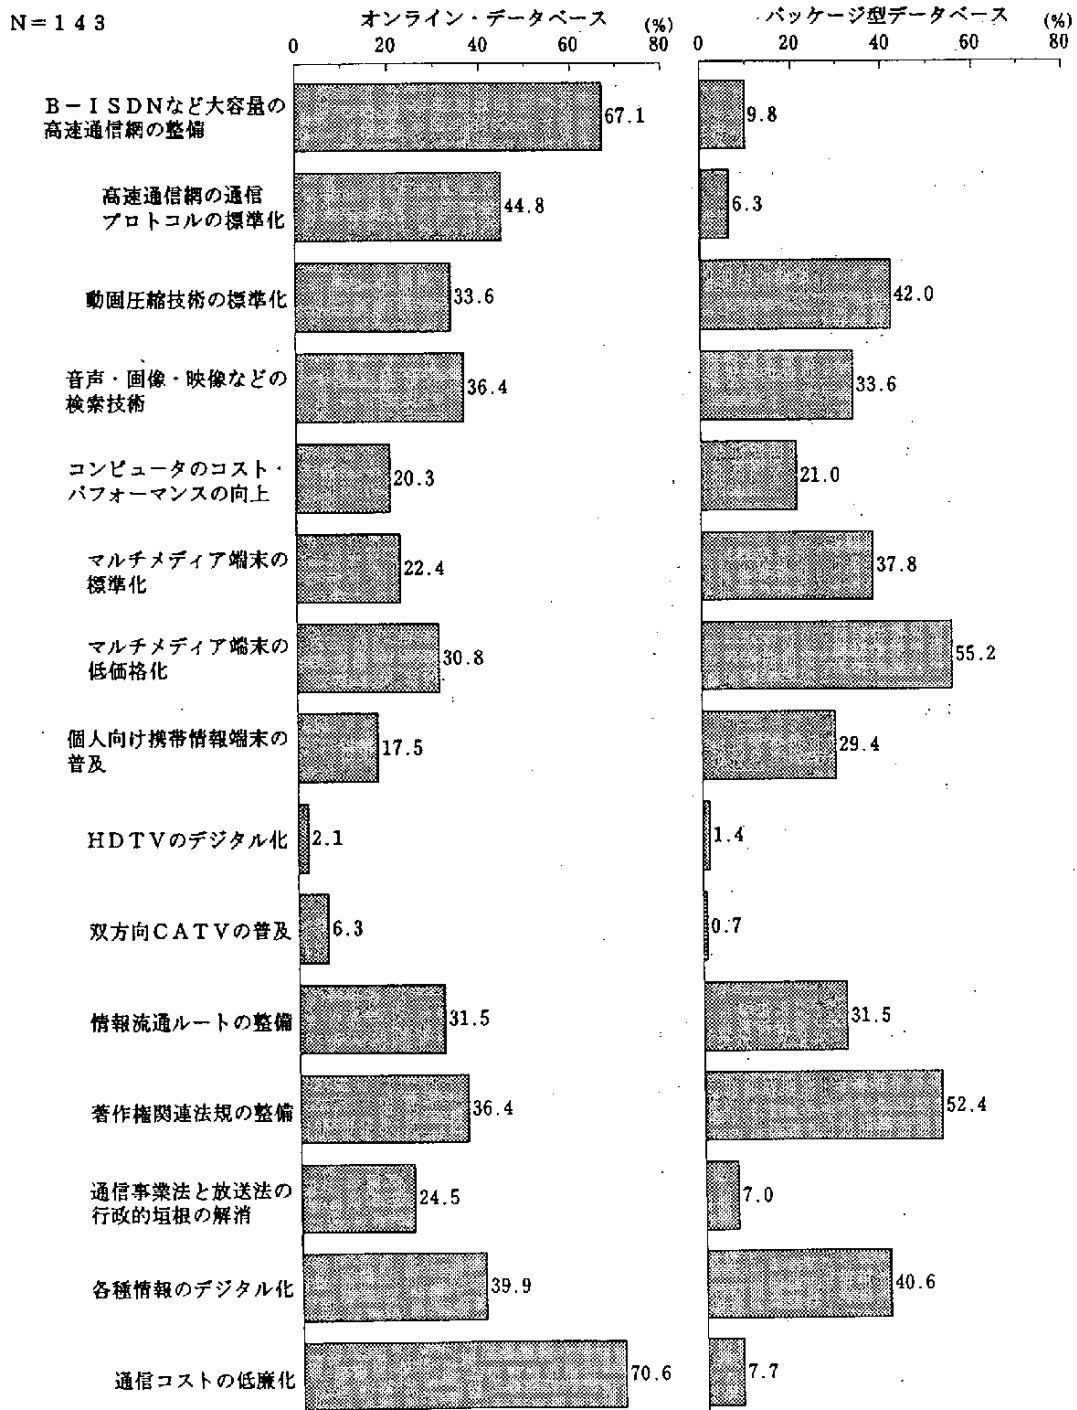 N=143
オンライン・データベース (%)
パッケージ型データベース (%)
0 20 40 60 80
0 20 40 60 80
B-ISDNなど大容量の
高速通信網の整備
67.1 9.8
高速通信網の通信
プロトコルの標準化
44.8 6.3
動画圧縮技術の標準化 33.6 42.0
音声・画像・映像などの
検索技術
36.4 33.6
コンピュータのコスト・
パフォーマンスの向上
20.3 21.0
マルチメディア端末の
標準化
22.4 37.8
マルチメディア端末の
低価格化
30.8 55.2
個人向け携帯情報端末の
普及
17.5 29.4
HDTVのデジタル化 2.1 1.4
双方向CATVの普及 6.3 0.7
情報流通ルートの整備 31.5 31.5
著作権関連法規の整備 36.4 52.4
通信事業法と放送法の
行政的垣根の解消
24.5 7.0
各種情報のデジタル化 39.9 40.6
通信コストの低廉化 70.6 7.7